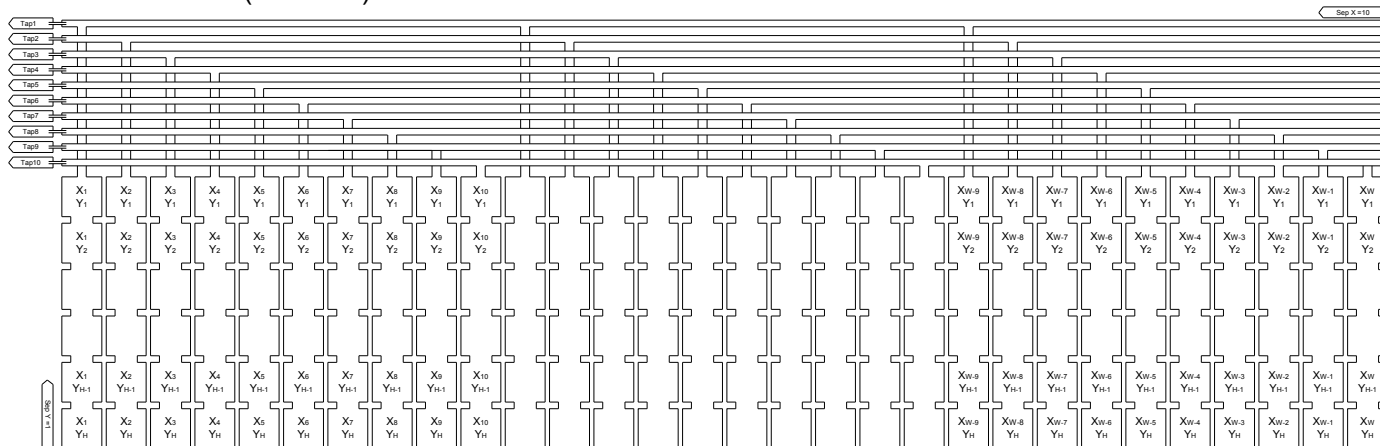 Tap1
Sep X =10
Tap2
Tap3
Tap4
Tap5
Tap6
Tap7
Tap8
Tap9
Tap10
X1 X2 X3 X4 X5 X6 X7 X8 X9 X10 XW-9 XW-8 XW-7 XW-6 XW-5 XW-4 XW-3 XW-2 XW-1 XW
Y1 Y1 Y1 Y1 Y1 Y1 Y1 Y1 Y1 Y1 Y1 Y1 Y1 Y1 Y1 Y1 Y1 Y1 Y1 Y1
X1 X2 X3 X4 X5 X6 X7 X8 X9 X10 XW-9 XW-8 XW-7 XW-6 XW-5 XW-4 XW-3 XW-2 XW-1 XW
Y2 Y2 Y2 Y2 Y2 Y2 Y2 Y2 Y2 Y2 Y2 Y2 Y2 Y2 Y2 Y2 Y2 Y2 Y2 Y2
X1 X2 X3 X4 X5 X6 X7 X8 X9 X10 XW-9 XW-8 XW-7 XW-6 XW-5 XW-4 XW-3 XW-2 XW-1 XW
YH-1 YH-1 YH-1 YH-1 YH-1 YH-1 YH-1 YH-1 YH-1 YH-1 YH-1 YH-1 YH-1 YH-1 YH-1 YH-1 YH-1 YH-1 YH-1 YH-1
Sep Y =1
X1 X2 X3 X4 X5 X6 X7 X8 X9 X10 XW-9 XW-8 XW-7 XW-6 XW-5 XW-4 XW-3 XW-2 XW-1 XW
YH YH YH YH YH YH YH YH YH YH YH YH YH YH YH YH YH YH YH YH